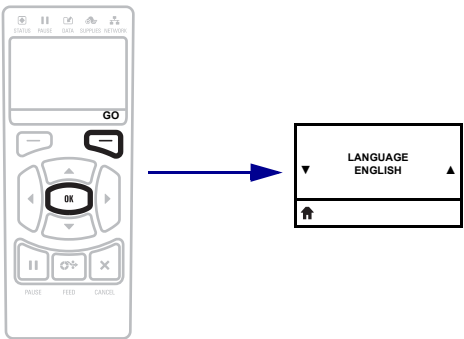 STATUS PAUSE DATA SUPPLIES NETWORK
GO
OK
PAUSE FEED CANCEL
LANGUAGE
ENGLISH